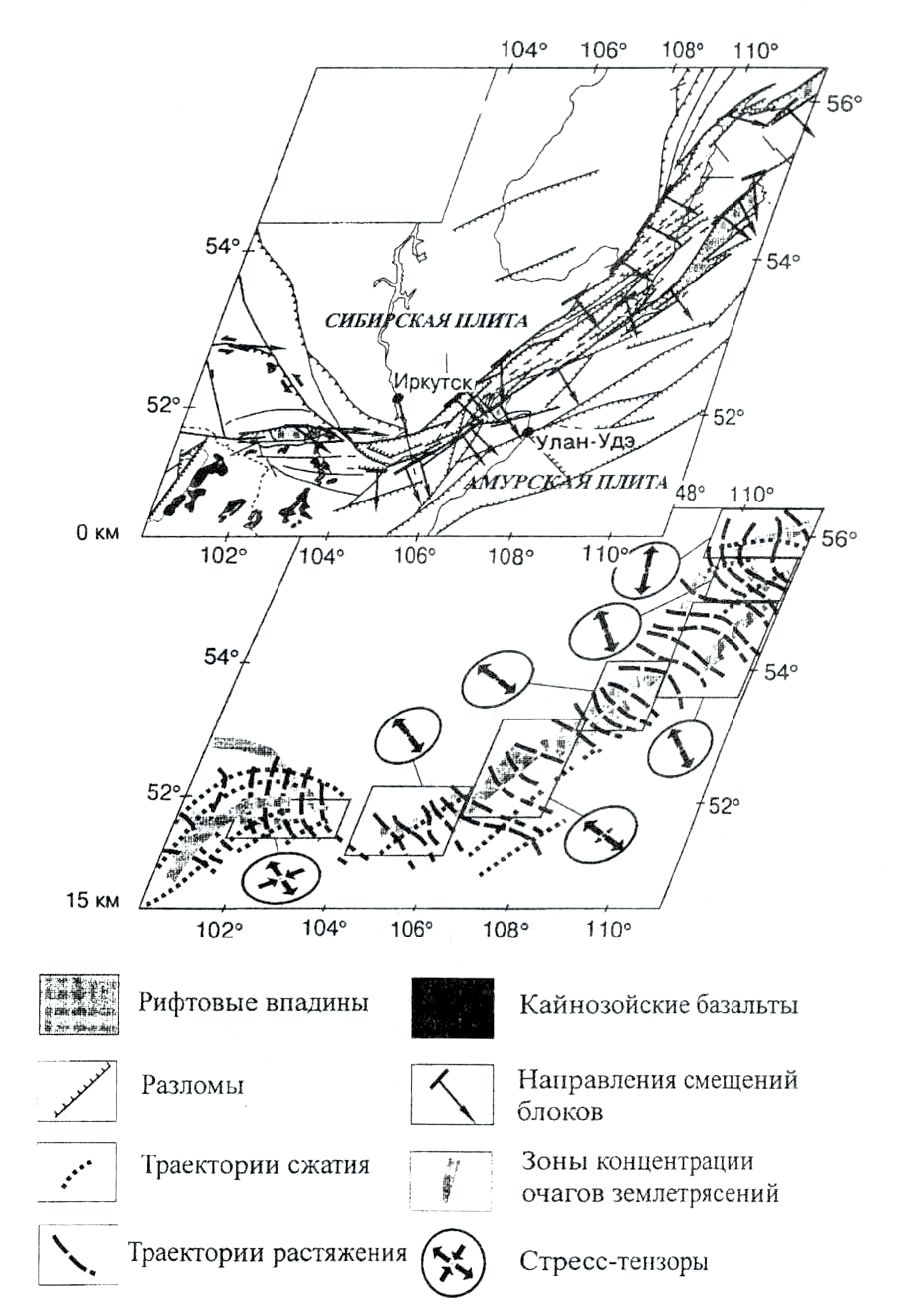 104° 106° 108° 110°
56°
54°
54°
СИБИРСКАЯ ПЛИТА
Иркутск
52°
52°
Улан-Удэ
АМУРСКАЯ ПЛИТА
48° 110°
0 км
102° 104° 106° 108° 110°
56°
54°
54°
52°
52°
15 км
102° 104° 106° 108° 110°
Рифтовые впадины
Кайнозойские базальты
Разломы
Направления смещений
блоков
Траектории сжатия
Зоны концентрации
очагов землетрясений
Траектории растяжения
Стресс-тензоры